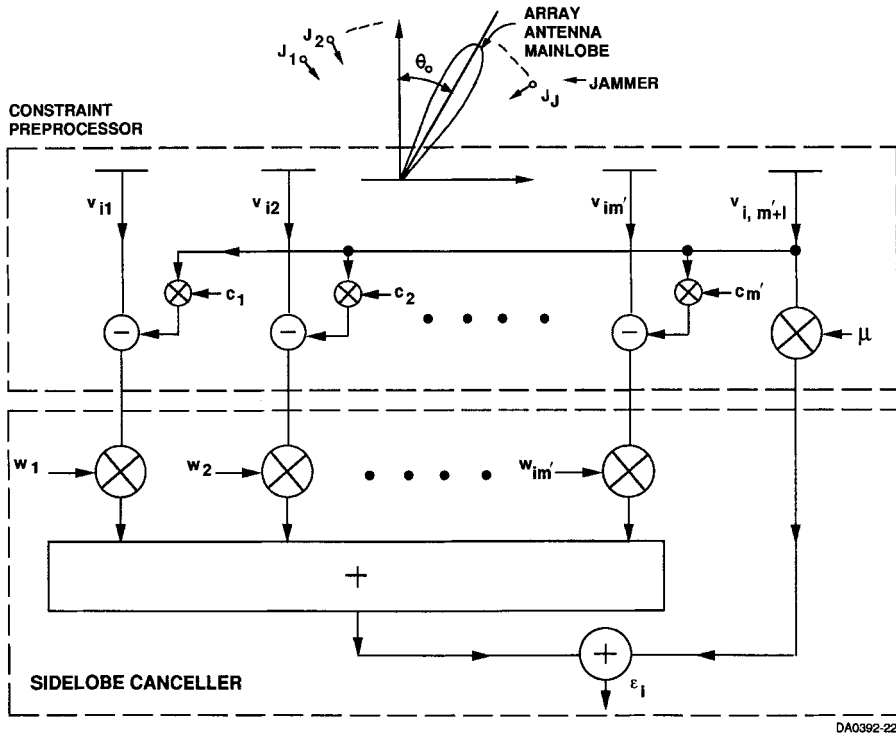 ARRAY
ANTENNA
MAINLOBE
J1
J2
θo
JJ
JAMMER
CONSTRAINT
PREPROCESSOR
vi1
vi2
vim′
vi, m′+1
c1
c2
cm′
− − −
μ
w1
w2
wim′
+
+
εi
SIDELOBE CANCELLER
DA0392-22